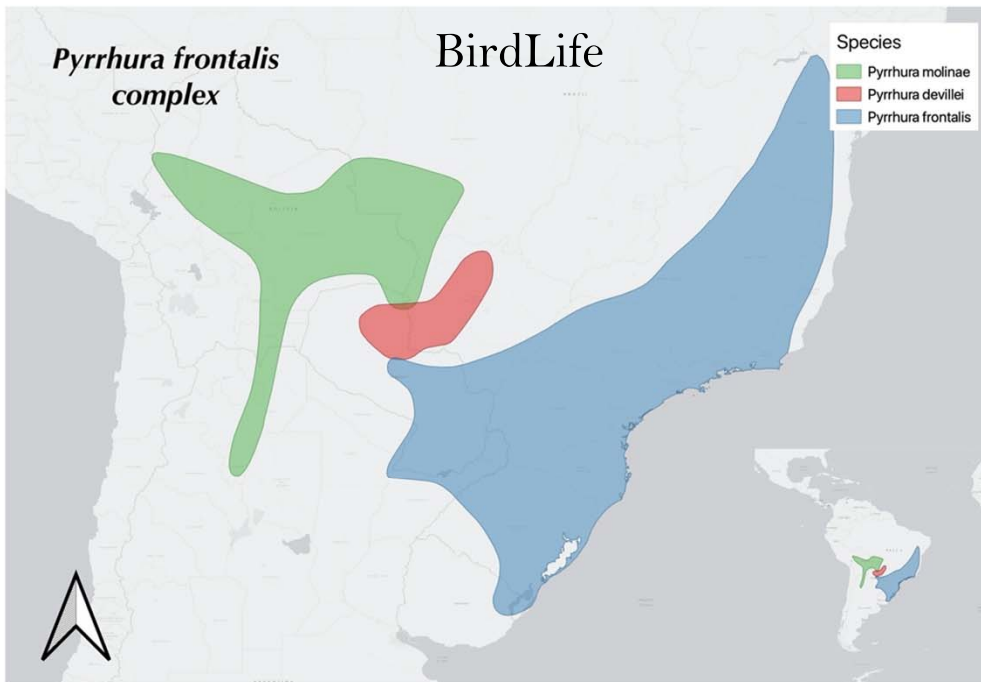 Pyrrhura frontalis
complex
BirdLife
Species
Pyrrhura molinae
Pyrrhura devillei
Pyrrhura frontalis